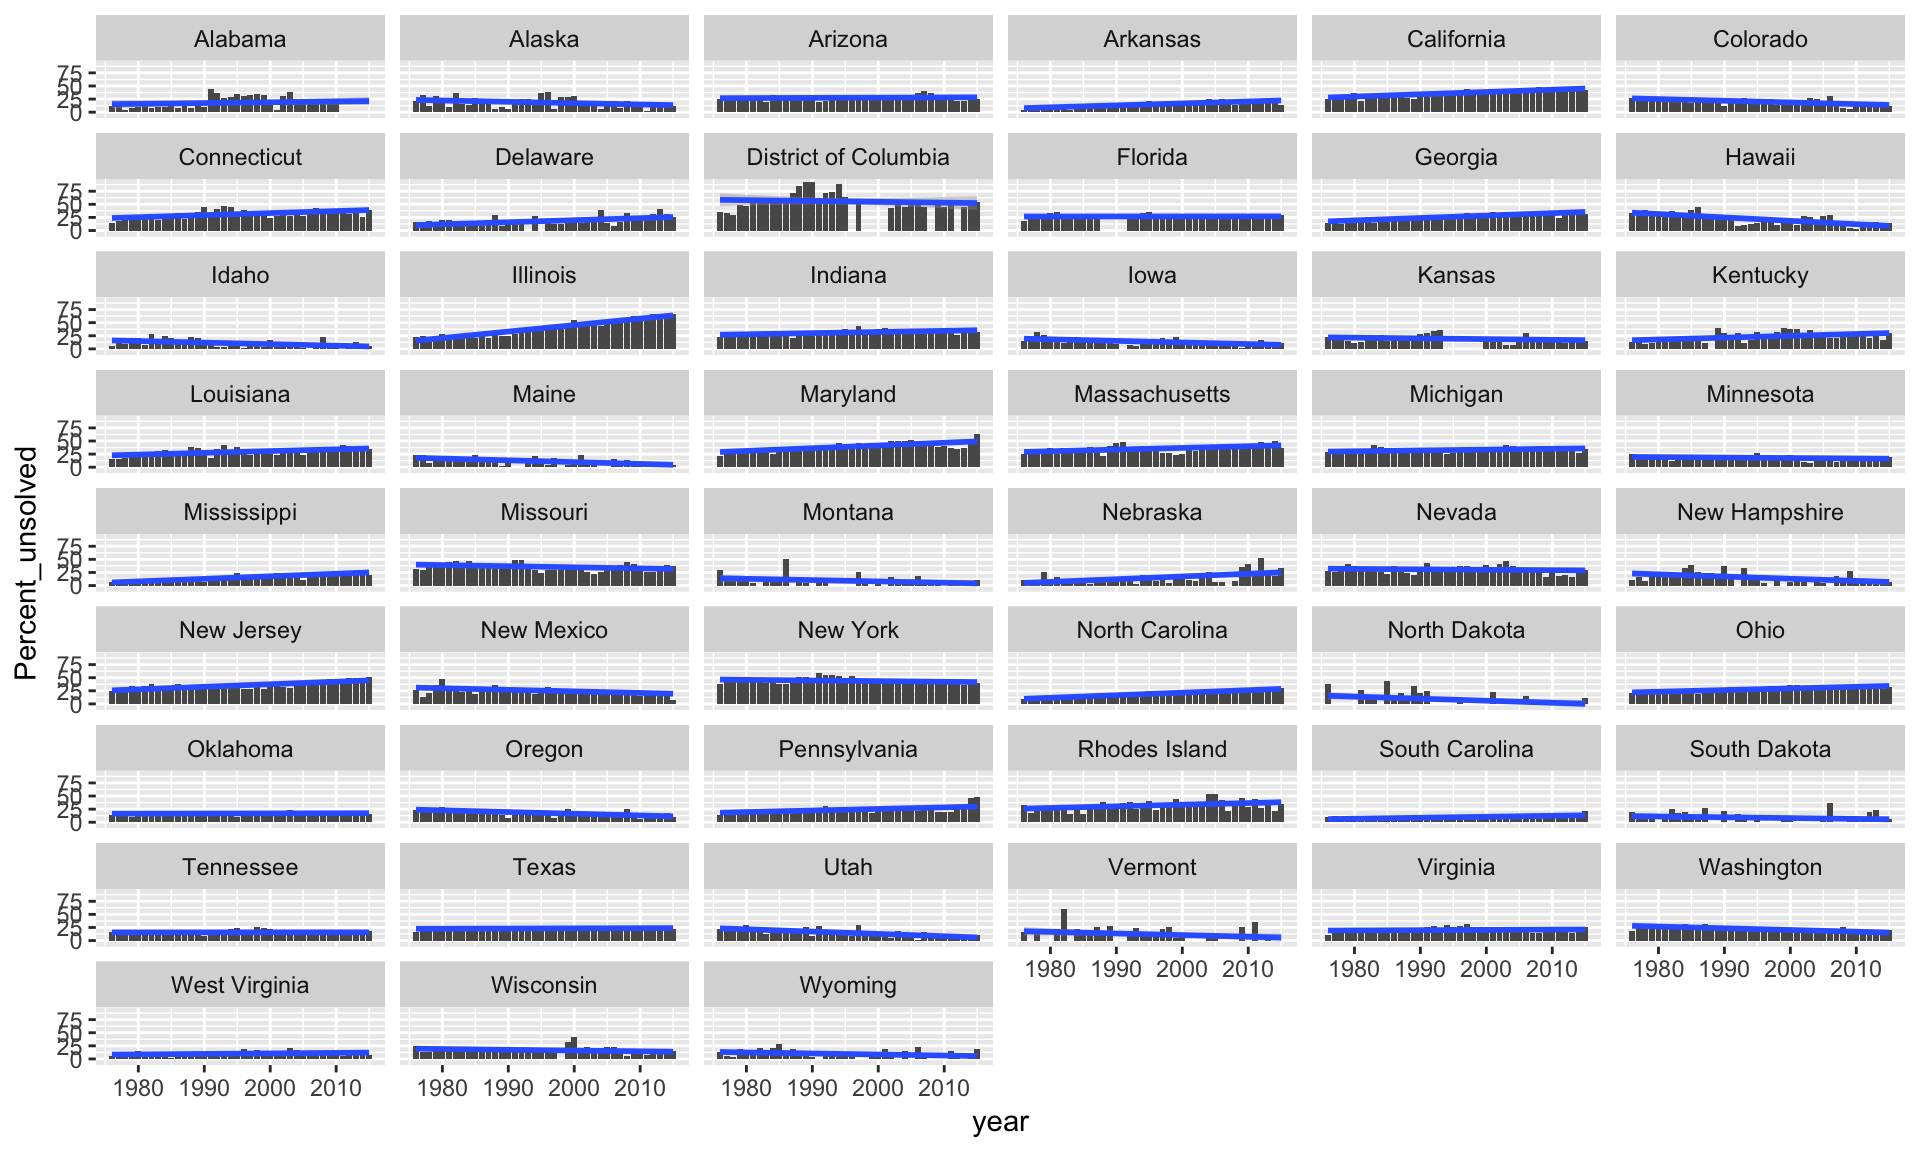 Alabama Alaska Arizona Arkansas California Colorado
75
50
25
0
Connecticut Delaware District of Columbia Florida Georgia Hawaii
75
50
25
0
Idaho Illinois Indiana Iowa Kansas Kentucky
75
50
25
0
Louisiana Maine Maryland Massachusetts Michigan Minnesota
75
50
25
0
Mississippi Missouri Montana Nebraska Nevada New Hampshire
75
50
25
0
New Jersey New Mexico New York North Carolina North Dakota Ohio
75
50
25
0
Oklahoma Oregon Pennsylvania Rhodes Island South Carolina South Dakota
75
50
25
0
Tennessee Texas Utah Vermont Virginia Washington
75
50
25
0
1980 1990 2000 2010 1980 1990 2000 2010 1980 1990 2000 2010
West Virginia Wisconsin Wyoming
75
50
25
0
1980 1990 2000 2010 1980 1990 2000 2010 1980 1990 2000 2010
Percent_unsolved
year